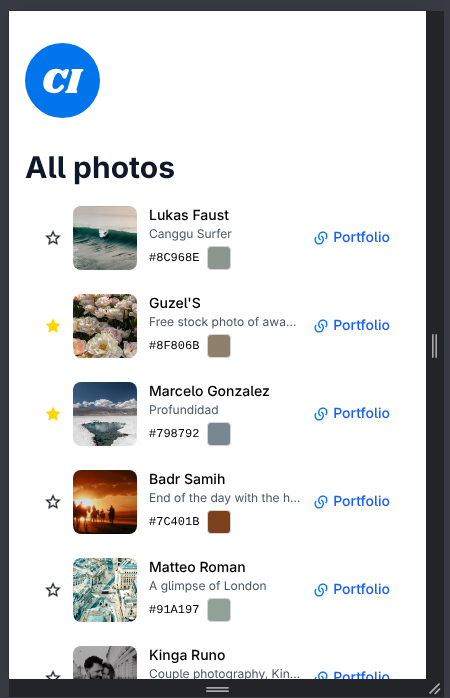 CI
All photos
Lukas Faust
Canggu Surfer
#8C968E
Portfolio
Guzel'S
Free stock photo of awa...
#8F806B
Portfolio
Marcelo Gonzalez
Profundidad
#798792
Portfolio
Badr Samih
End of the day with the h...
#7C401B
Portfolio
Matteo Roman
A glimpse of London
#91A197
Portfolio
Kinga Runo
Couple photography, Kin...
Portfolio